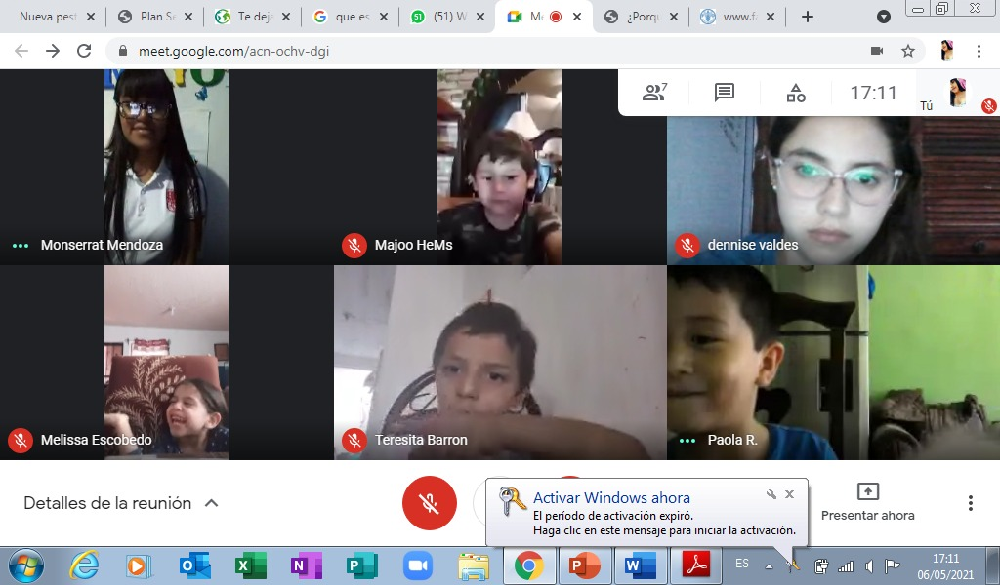 Nueva pest
Plan Se
Te deja
que es
(51) W
Me
¿Porqu
www.fa
meet.google.com/acn-ochv-dgi
7
17:11
Tú
Monserrat Mendoza
Majoo HeMs
dennise valdes
Melissa Escobedo
Teresita Barron
Paola R.
Detalles de la reunión
Presentar ahora
Activar Windows ahora
El período de activación expiró.
Haga clic en este mensaje para iniciar la activación.
ES
17:11
06/05/2021